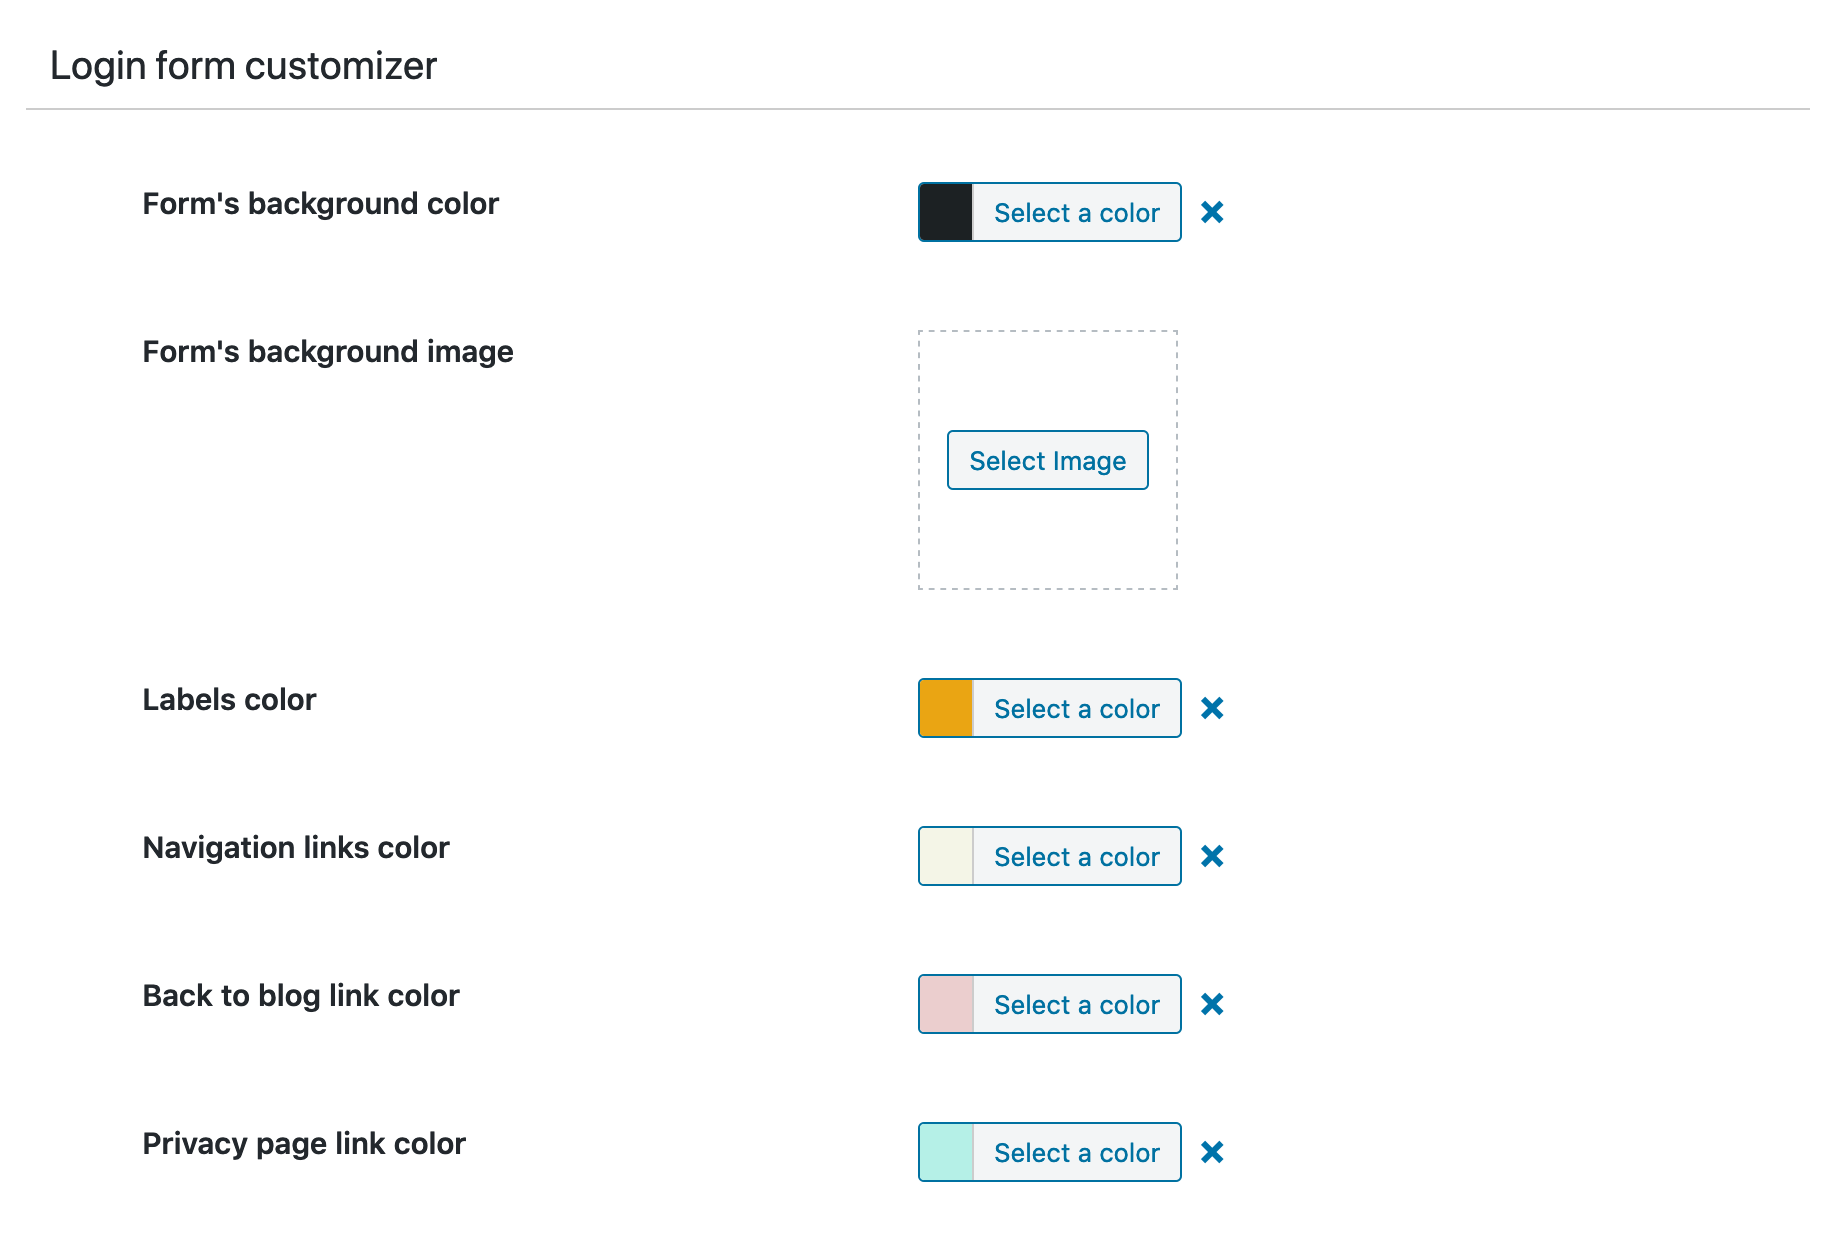 Login form customizer
Form's background color
Select a color
Form's background image
Select Image
Labels color
Select a color
Navigation links color
Select a color
Back to blog link color
Select a color
Privacy page link color
Select a color